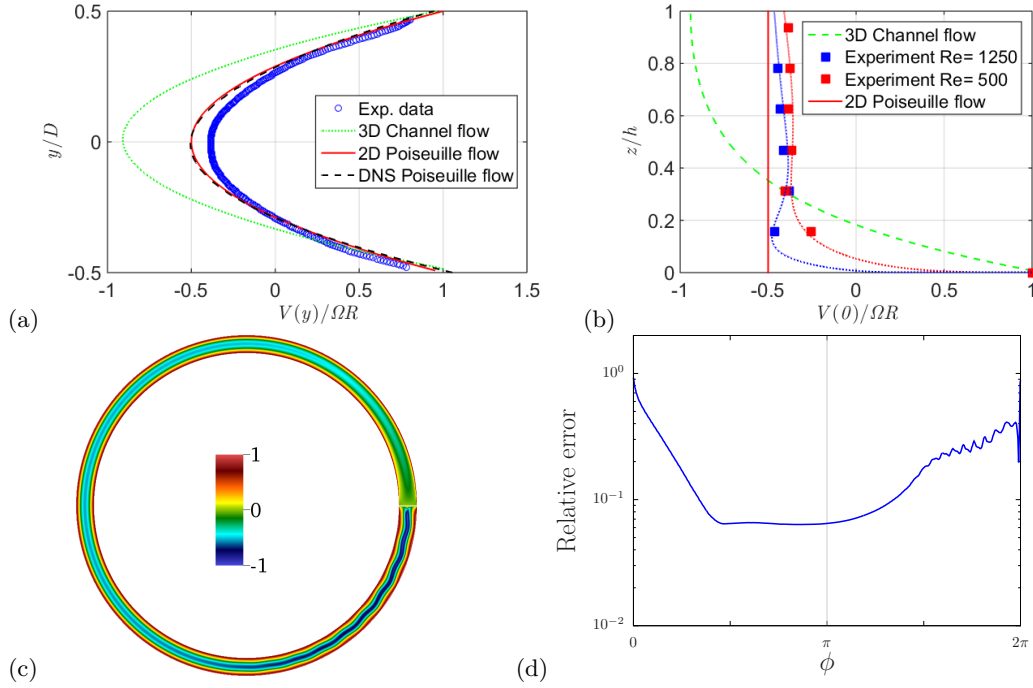 0.5
0
-0.5
y/D
-1 -0.5 0 0.5 1 1.5
V(y)/ΩR
Exp. data
3D Channel flow
2D Poiseuille flow
DNS Poiseuille flow
(a)
1
0.8
0.6
0.4
0.2
0
z/h
-1 -0.5 0 0.5 1
V(0)/ΩR
3D Channel flow
Experiment Re= 1250
Experiment Re= 500
2D Poiseuille flow
(b)
1
0
-1
(c)
10⁰
10⁻¹
10⁻²
Relative error
0 π 2π
ϕ
(d)